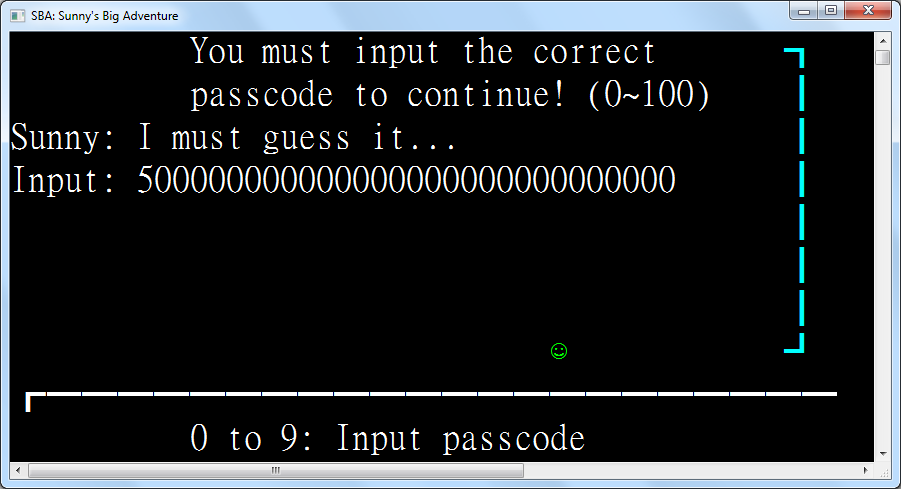 SBA: Sunny's Big Adventure
You must input the correct
passcode to continue! (0~100)
Sunny: I must guess it...
Input: 500000000000000000000000000000
0 to 9: Input passcode